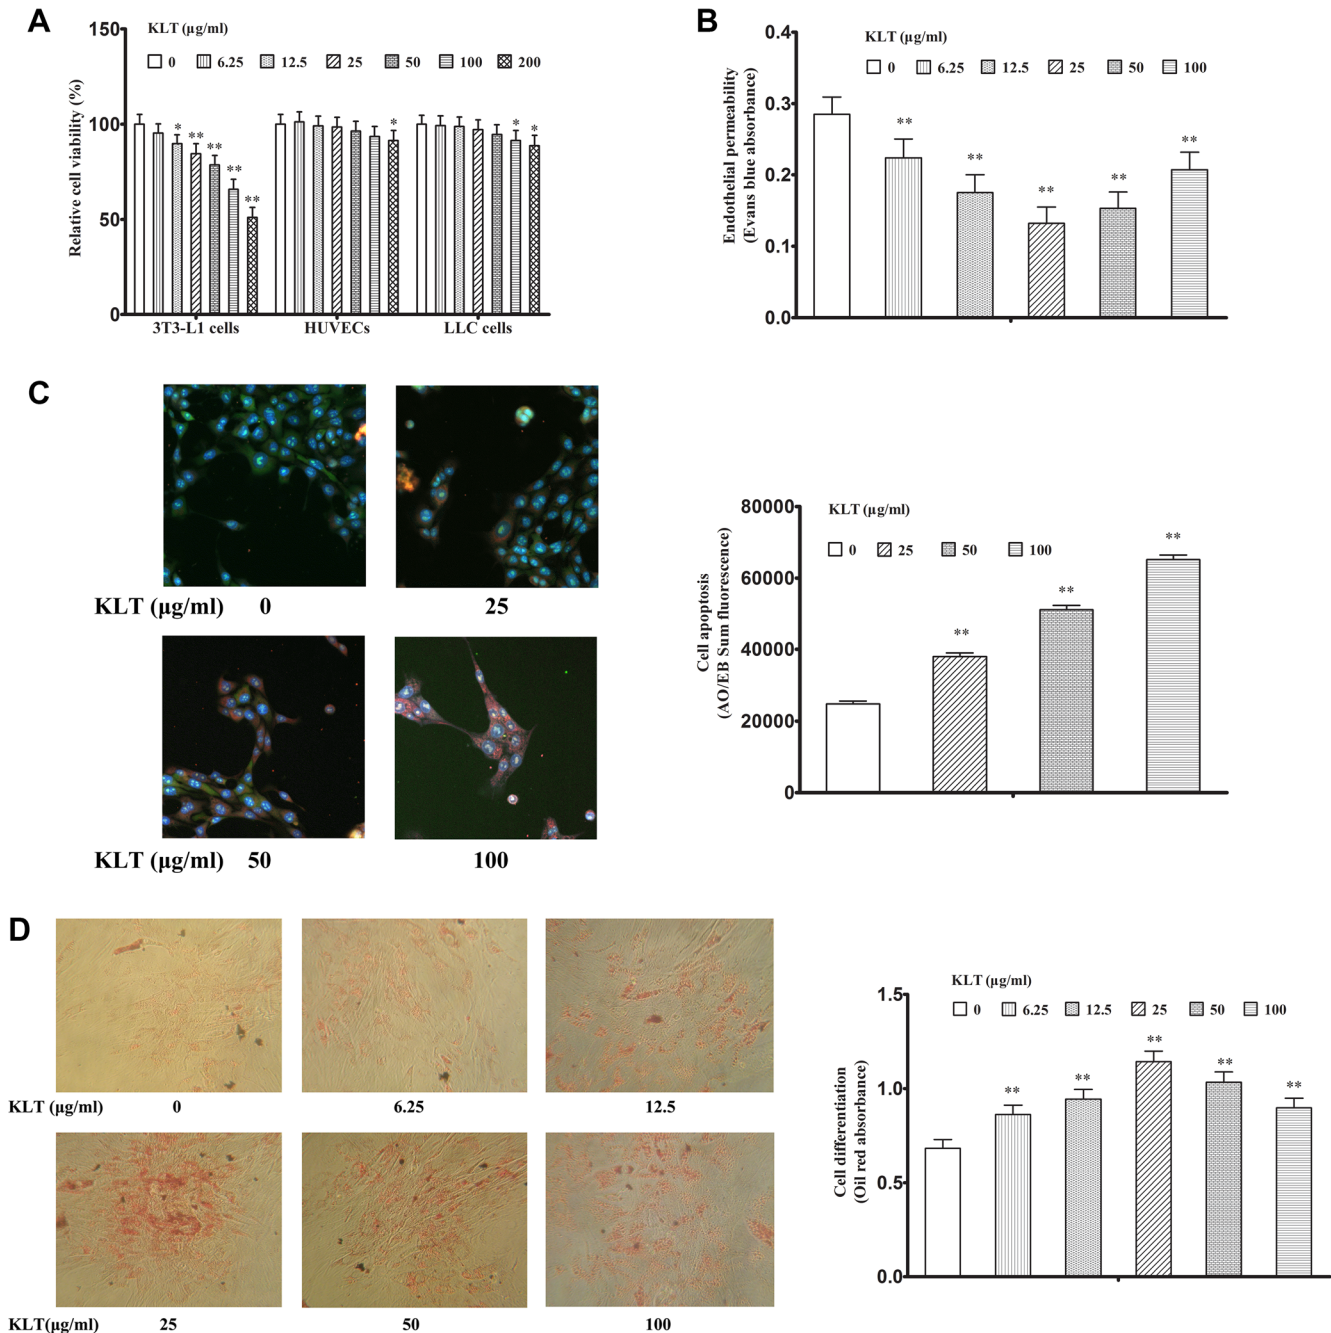 A
KLT (μg/ml)
0 6.25 12.5 25 50 100 200
Relative cell viability (%)
150
100
50
0
* ** ** ** **
*
* *
3T3-L1 cells HUVECs LLC cells
B
KLT (μg/ml)
0 6.25 12.5 25 50 100
Endothelial permeability
(Evans blue absorbance)
0.4
0.3
0.2
0.1
0.0
** ** ** ** **
C
KLT (μg/ml) 0 25
KLT (μg/ml) 50 100
KLT (μg/ml)
0 25 50 100
Cell apoptosis
(AO/EB Sum fluorescence)
80000
60000
40000
20000
0
** ** **
D
KLT (μg/ml) 0 6.25 12.5
KLT(μg/ml) 25 50 100
KLT (μg/ml)
0 6.25 12.5 25 50 100
Cell differentiation
(Oil red absorbance)
1.5
1.0
0.5
0.0
** ** ** ** **